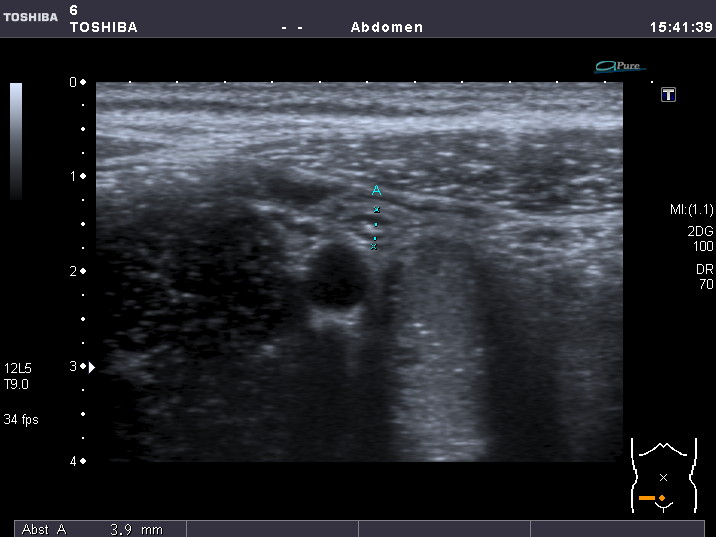 TOSHIBA
6
TOSHIBA - - Abdomen 15:41:39
aPure
T
0
A
1
2
3
4
MI:(1.1)
2DG
100
DR
70
12L5
T9.0
34 fps
Abst A 3.9 mm